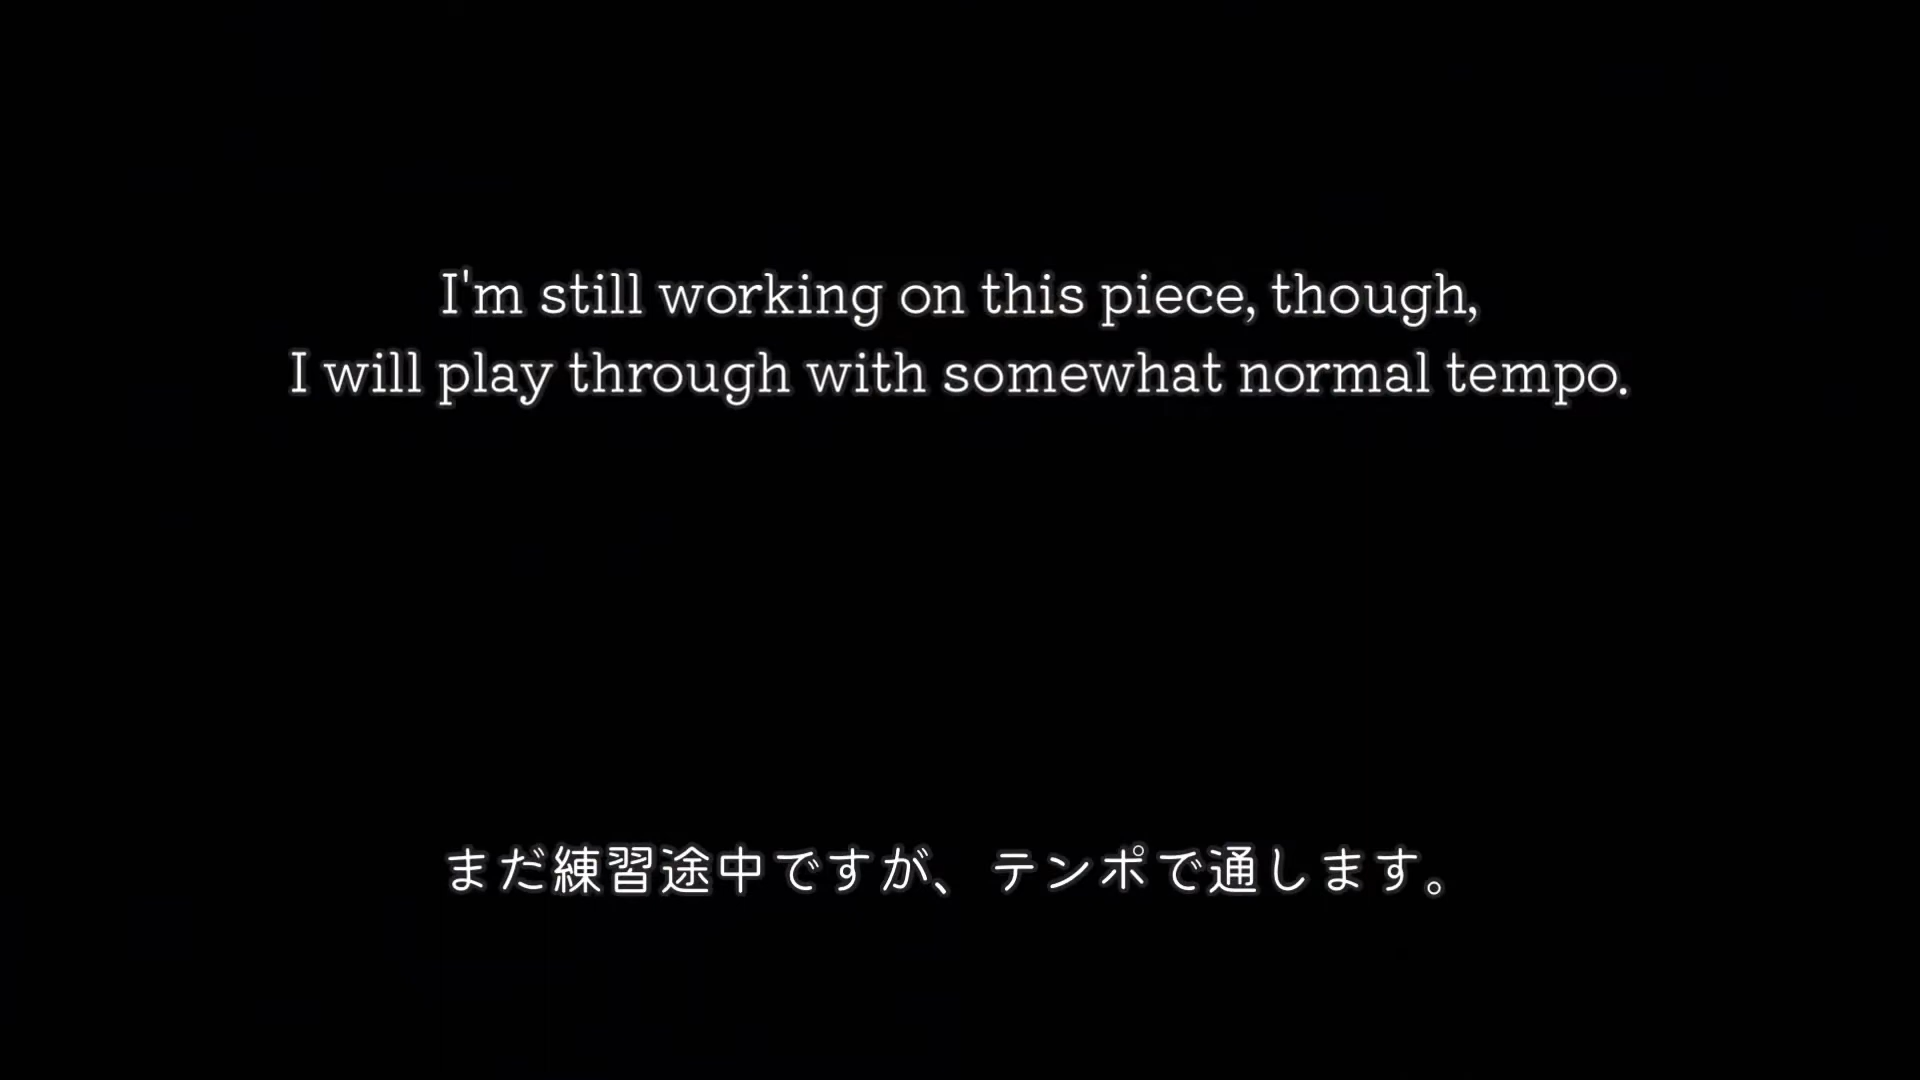 I'm still working on this piece, though,
I will play through with somewhat normal tempo.
まだ練習途中ですが、テンポで通します。